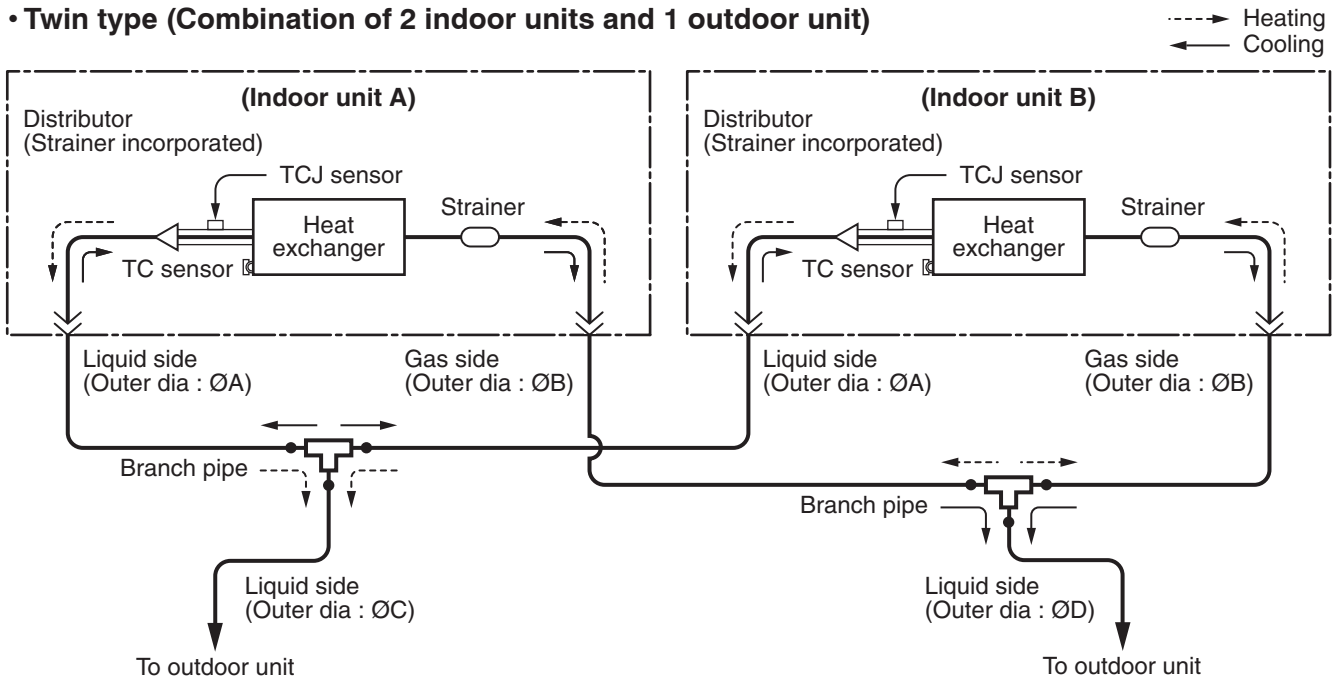 • Twin type (Combination of 2 indoor units and 1 outdoor unit)
Heating
Cooling
(Indoor unit A)
Distributor
(Strainer incorporated)
TCJ sensor
Heat
exchanger
Strainer
TC sensor
Liquid side
(Outer dia : ØA)
Gas side
(Outer dia : ØB)
(Indoor unit B)
Distributor
(Strainer incorporated)
TCJ sensor
Heat
exchanger
Strainer
TC sensor
Liquid side
(Outer dia : ØA)
Gas side
(Outer dia : ØB)
Branch pipe
Liquid side
(Outer dia : ØC)
To outdoor unit
Branch pipe
Liquid side
(Outer dia : ØD)
To outdoor unit